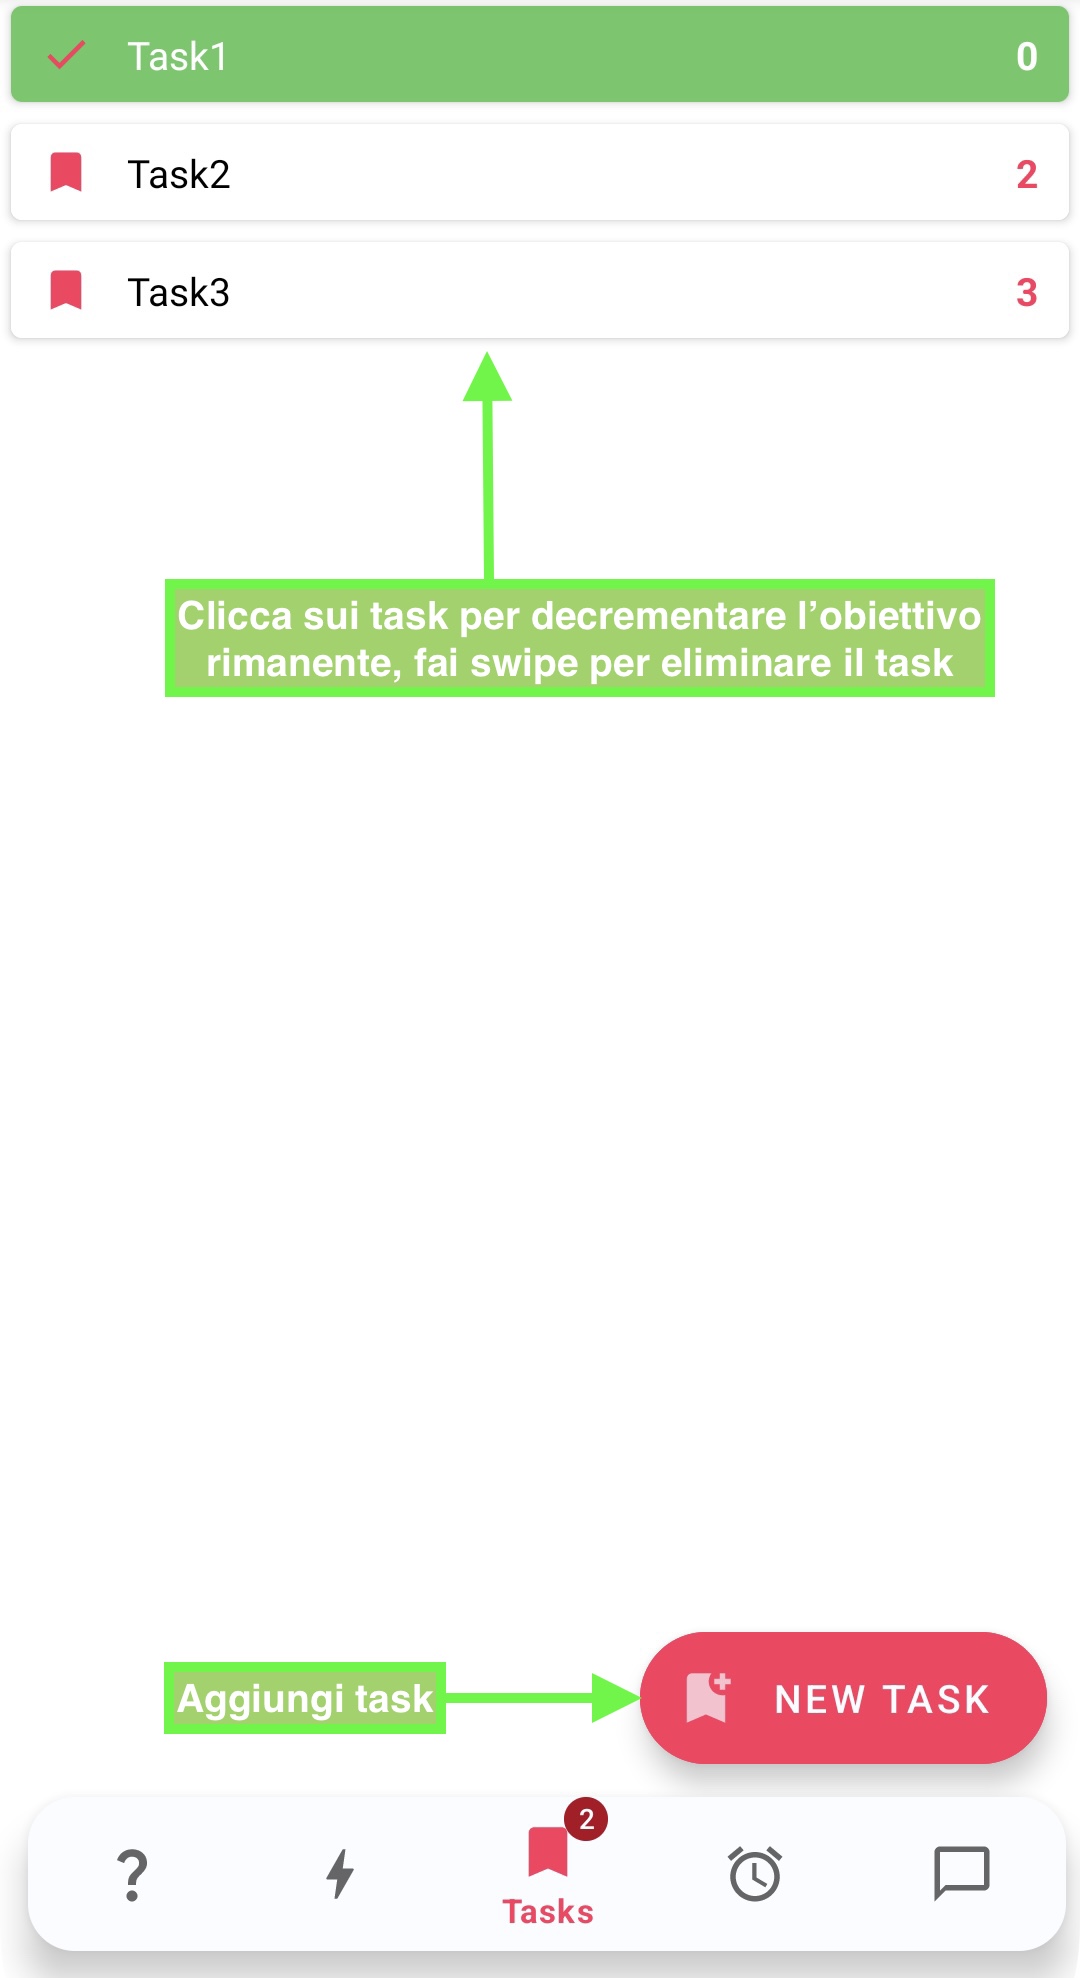 Task1 0
Task2 2
Task3 3
Clicca sui task per decrementare l’obiettivo
rimanente, fai swipe per eliminare il task
Aggiungi task
NEW TASK
2
?
Tasks